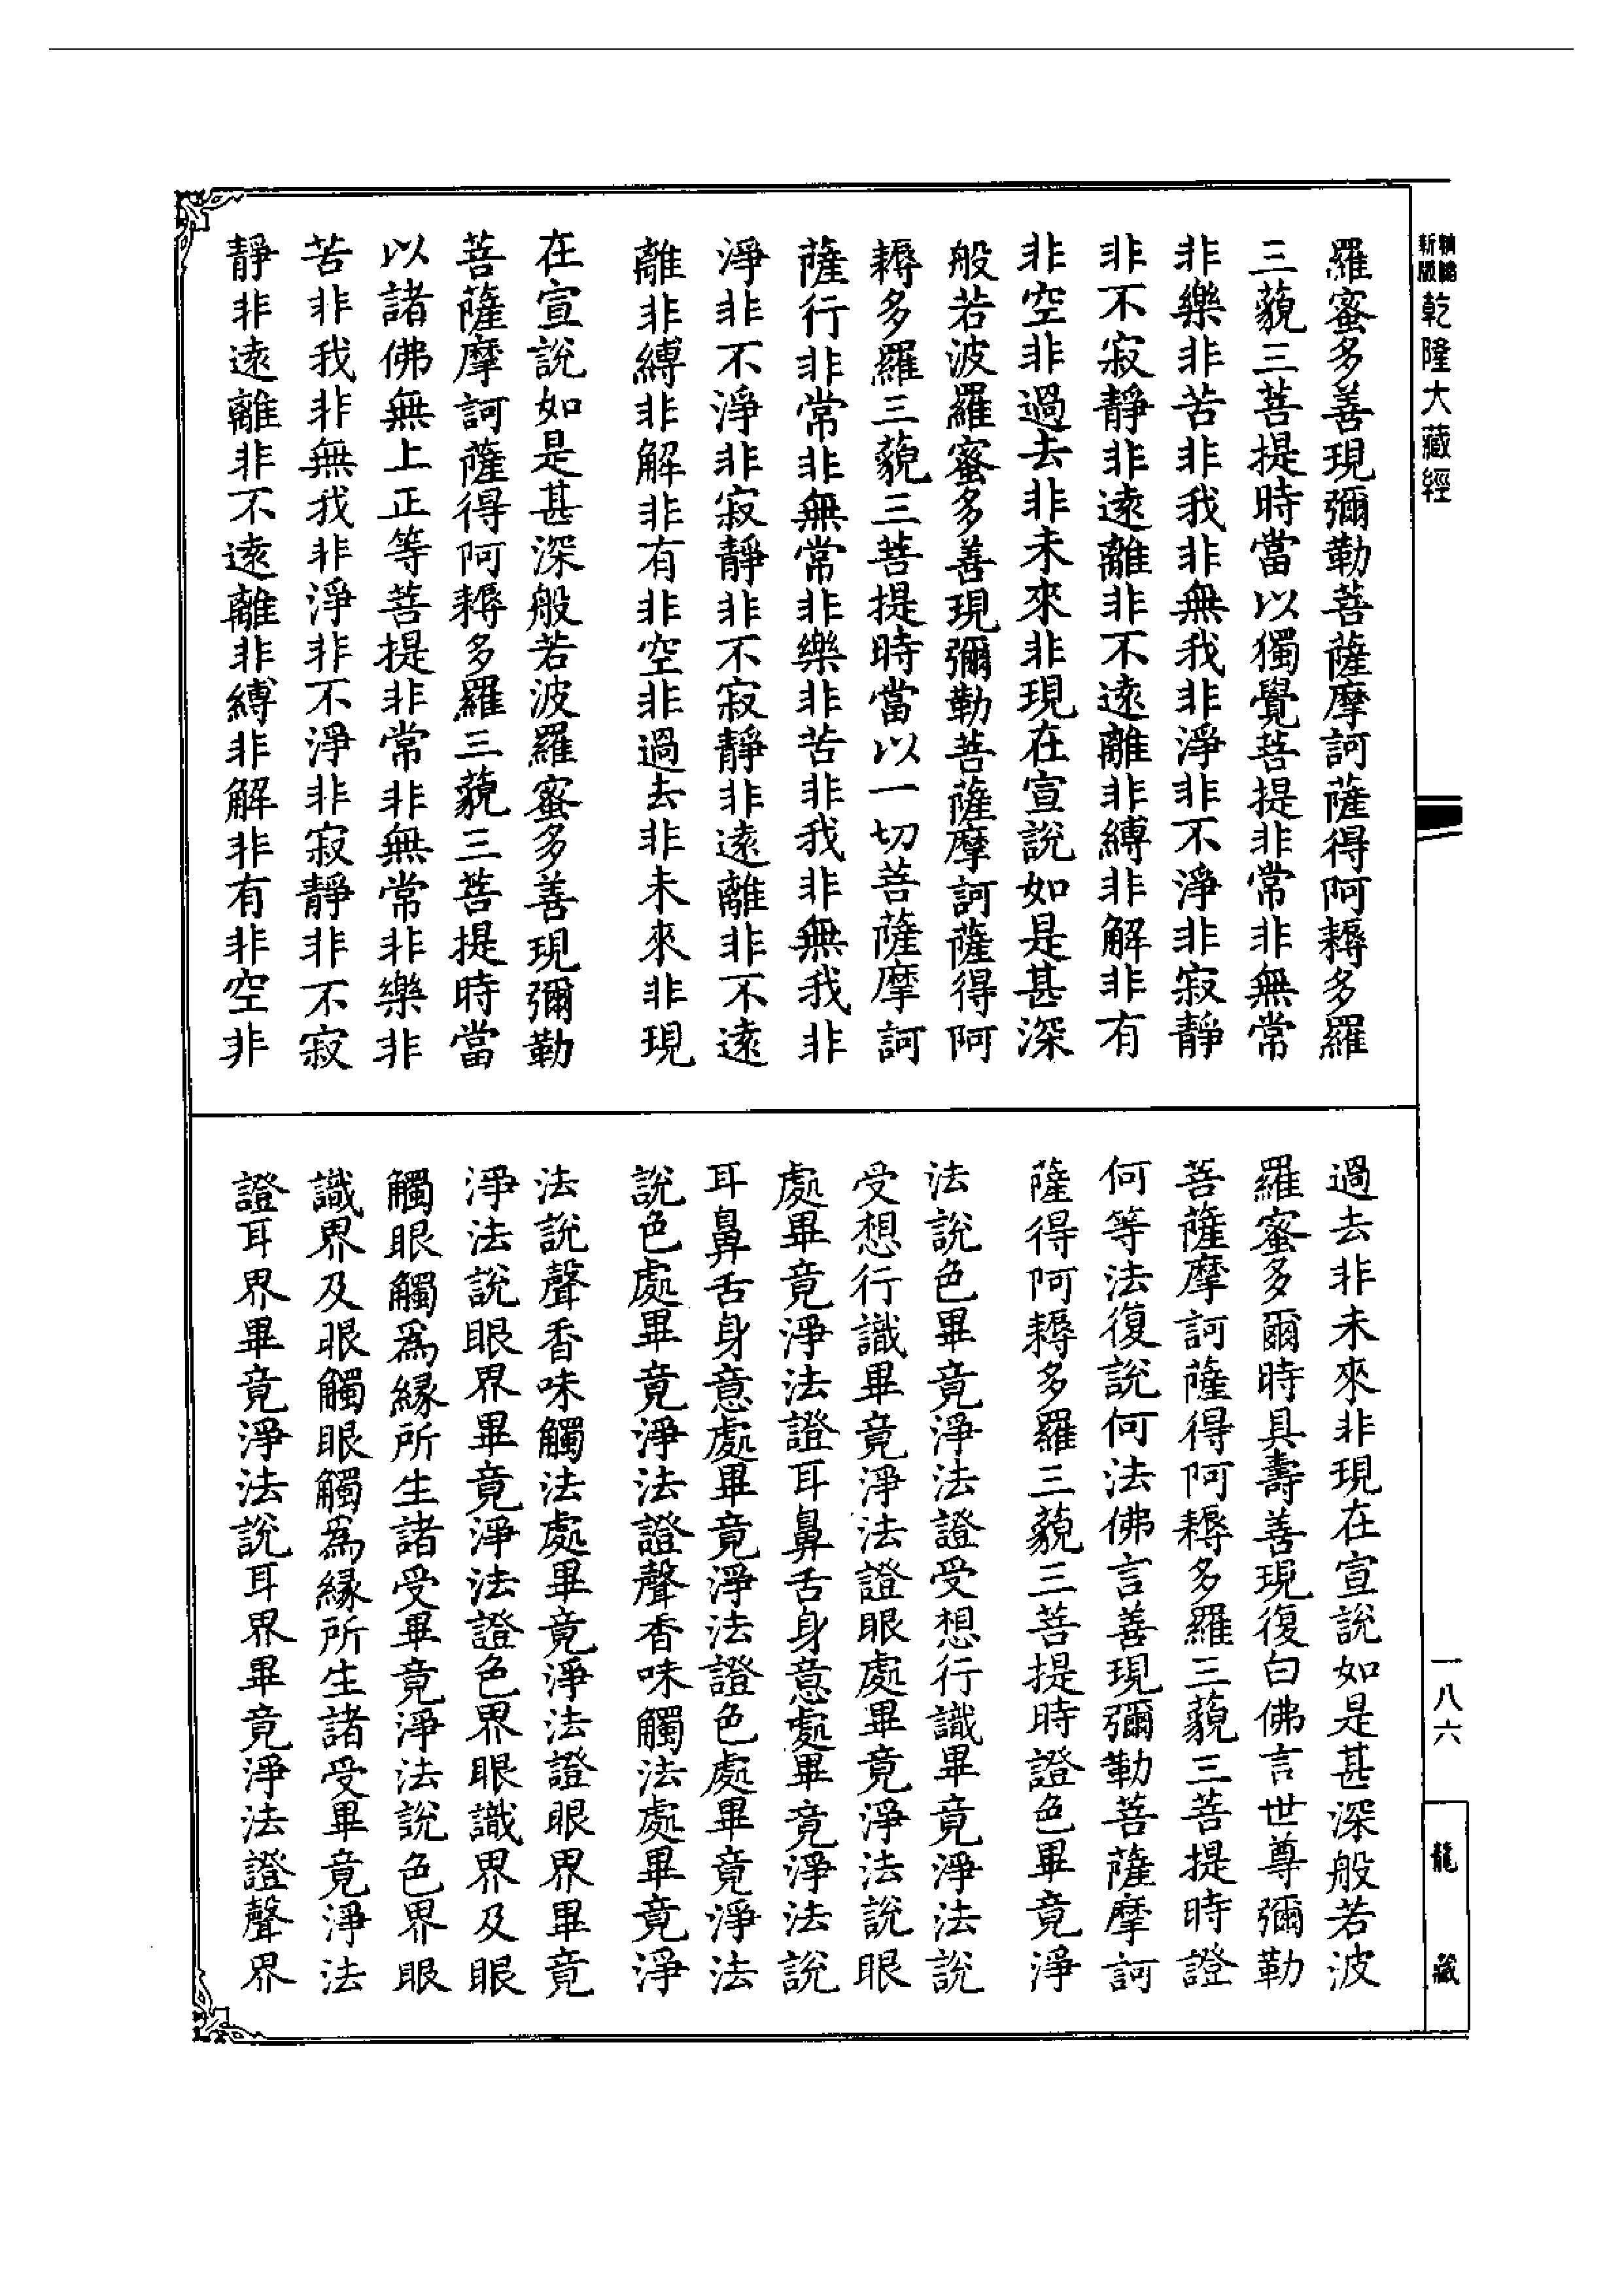 新版
乾隆大藏經
一八六
龍藏
羅蜜多善現彌勒菩薩摩訶薩得阿耨多羅
三藐三菩提時當以獨覺菩提非常非無常
非樂非苦非我非無我非淨非不淨非寂靜
非不寂靜非遠離非不遠離非縛非解非有
非空非過去非未來非現在宣說如是甚深
般若波羅蜜多善現彌勒菩薩摩訶薩得阿
耨多羅三藐三菩提時當以一切菩薩摩訶
薩行非常非無常非樂非苦非我非無我非
淨非不淨非寂靜非不寂靜非遠離非不遠
離非縛非解非有非空非過去非未來非現
在宣說如是甚深般若波羅蜜多善現彌勒
菩薩摩訶薩得阿耨多羅三藐三菩提時當
以諸佛無上正等菩提非常非無常非樂非
苦非我非無我非淨非不淨非寂靜非不寂
靜非遠離非不遠離非縛非解非有非空非
過去非未來非現在宣說如是甚深般若波
羅蜜多爾時具壽善現復白佛言世尊彌勒
菩薩摩訶薩得阿耨多羅三藐三菩提時證
何等法復說何法佛言善現彌勒菩薩摩訶
薩得阿耨多羅三藐三菩提時證色畢竟淨
法說色畢竟淨法證受想行識畢竟淨法說
受想行識畢竟淨法證眼處畢竟淨法說眼
處畢竟淨法證耳鼻舌身意處畢竟淨法說
耳鼻舌身意處畢竟淨法證色處畢竟淨法
說色處畢竟淨法證聲香味觸法處畢竟淨
法說聲香味觸法處畢竟淨法證眼界畢竟
淨法說眼界畢竟淨法證色界眼識界及眼
觸眼觸爲緣所生諸受畢竟淨法說色界眼
識界及眼觸眼觸爲緣所生諸受畢竟淨法
證耳界畢竟淨法說耳界畢竟淨法證聲界